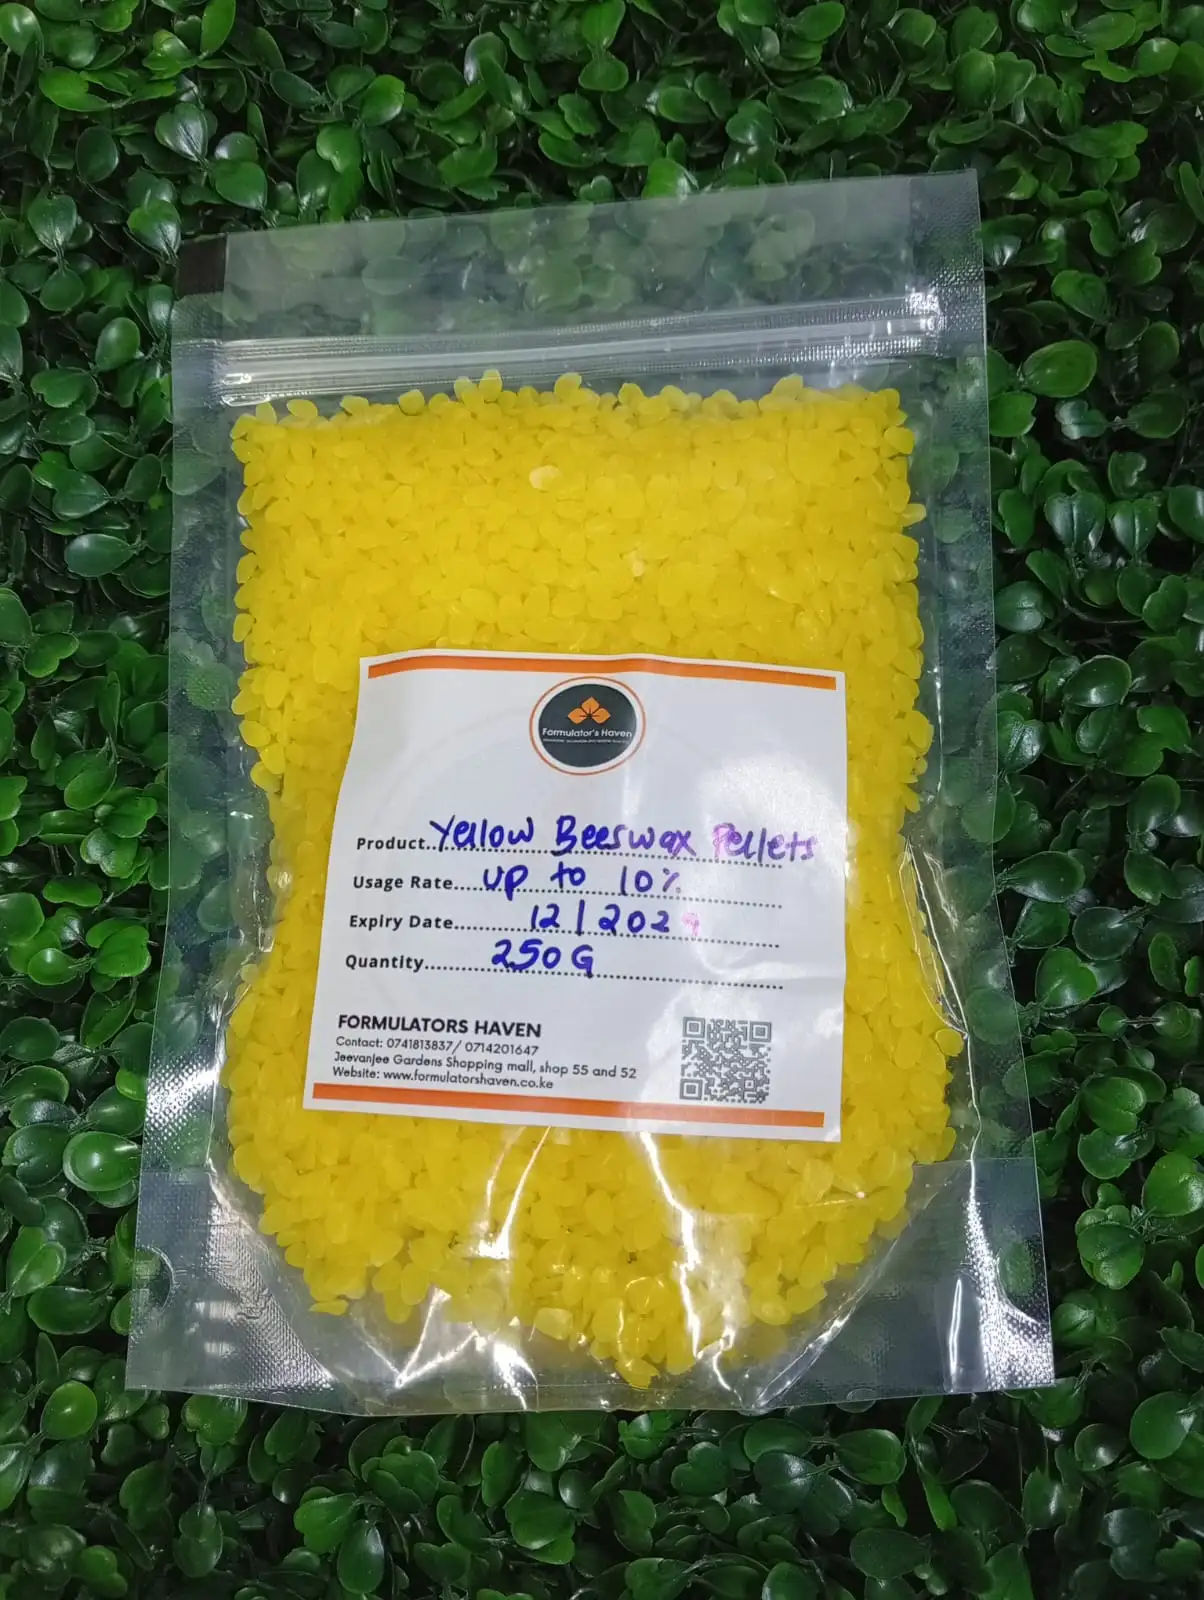 Formulator's Haven
Product..Yellow Beeswax Pellets
Usage Rate....up to 10%
Expiry Date........12/2029
Quantity.........250G
FORMULATORS HAVEN
Contact: 0741813837/ 0714201647
Jeevanjee Gardens Shopping mall, shop 55 and 52
Website: www.formulatorshaven.co.ke